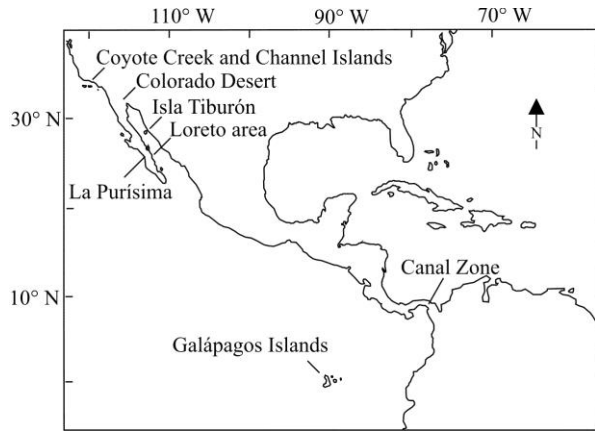 110° W
90° W
70° W
Coyote Creek and Channel Islands
Colorado Desert
Isla Tiburón
30° N
Loreto area
N
La Purísima
Canal Zone
10° N
Galápagos Islands